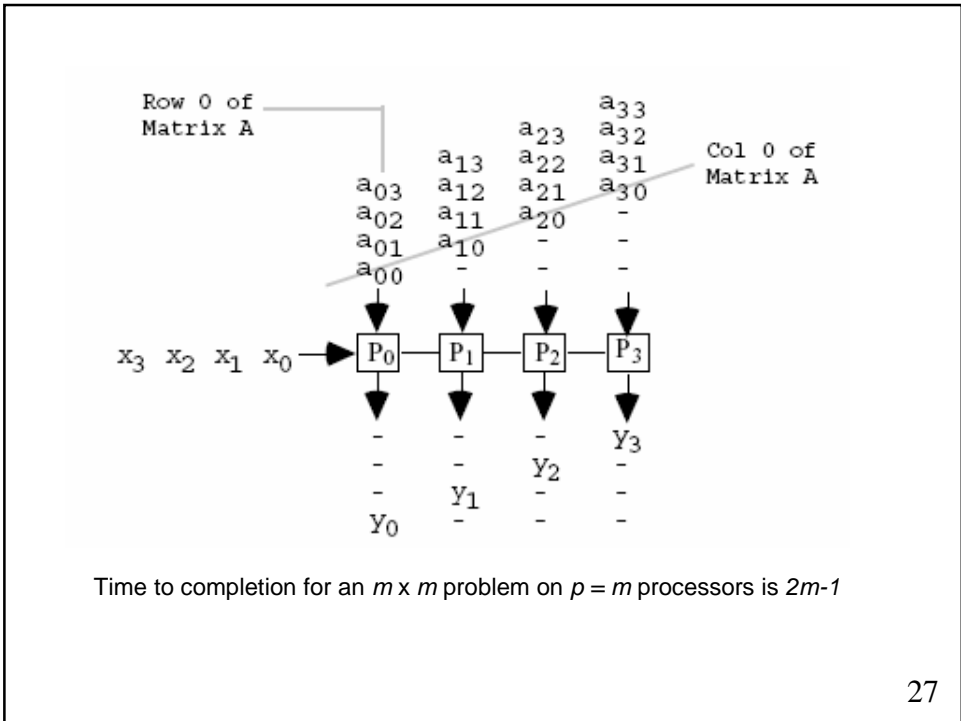 Row 0 of
Matrix A
Col 0 of
Matrix A
a33
a23 a32
a13 a22 a31
a03 a12 a21 a30
a02 a11 a20 -
a01 a10 - -
a00 - - -
x3 x2 x1 x0 P0 P1 P2 P3
- - - y3
- - y2 -
- y1 - -
y0 - - -
Time to completion for an m x m problem on p = m processors is 2m-1
27